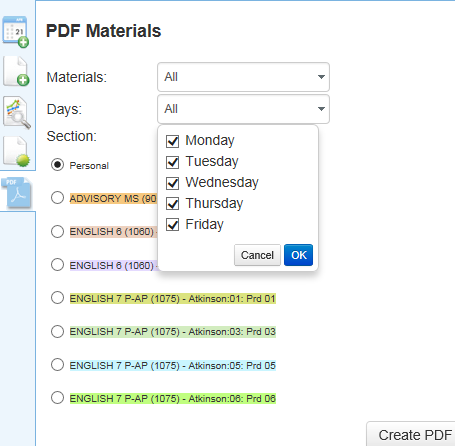 21
PDF Materials
Materials: All
Days: All
Section:
Monday
Tuesday
Wednesday
Thursday
Friday
Cancel OK
Personal
ADVISORY MS (90
ENGLISH 6 (1060) -
ENGLISH 6 (1060) -
PDF
ENGLISH 7 P-AP (1075) - Atkinson:01: Prd 01
ENGLISH 7 P-AP (1075) - Atkinson:03: Prd 03
ENGLISH 7 P-AP (1075) - Atkinson:05: Prd 05
ENGLISH 7 P-AP (1075) - Atkinson:06: Prd 06
Create PDF